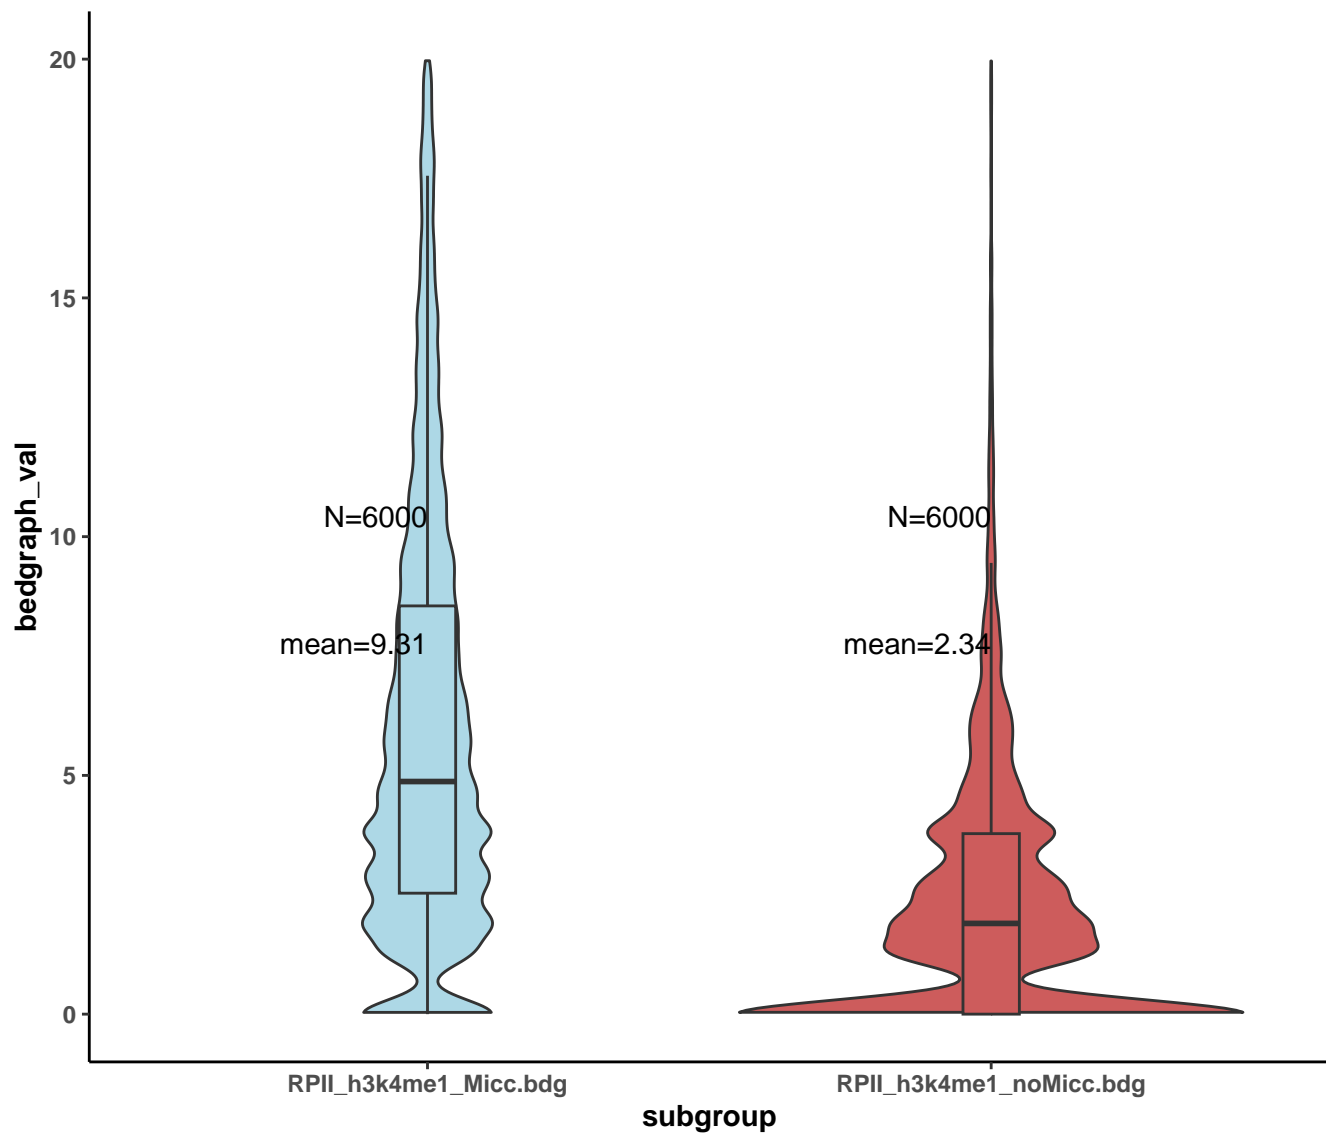 20
15
10
5
0
bedgraph_val
N=6000
N=6000
mean=9.31
mean=2.34
RPII_h3k4me1_Micc.bdg
RPII_h3k4me1_noMicc.bdg
subgroup